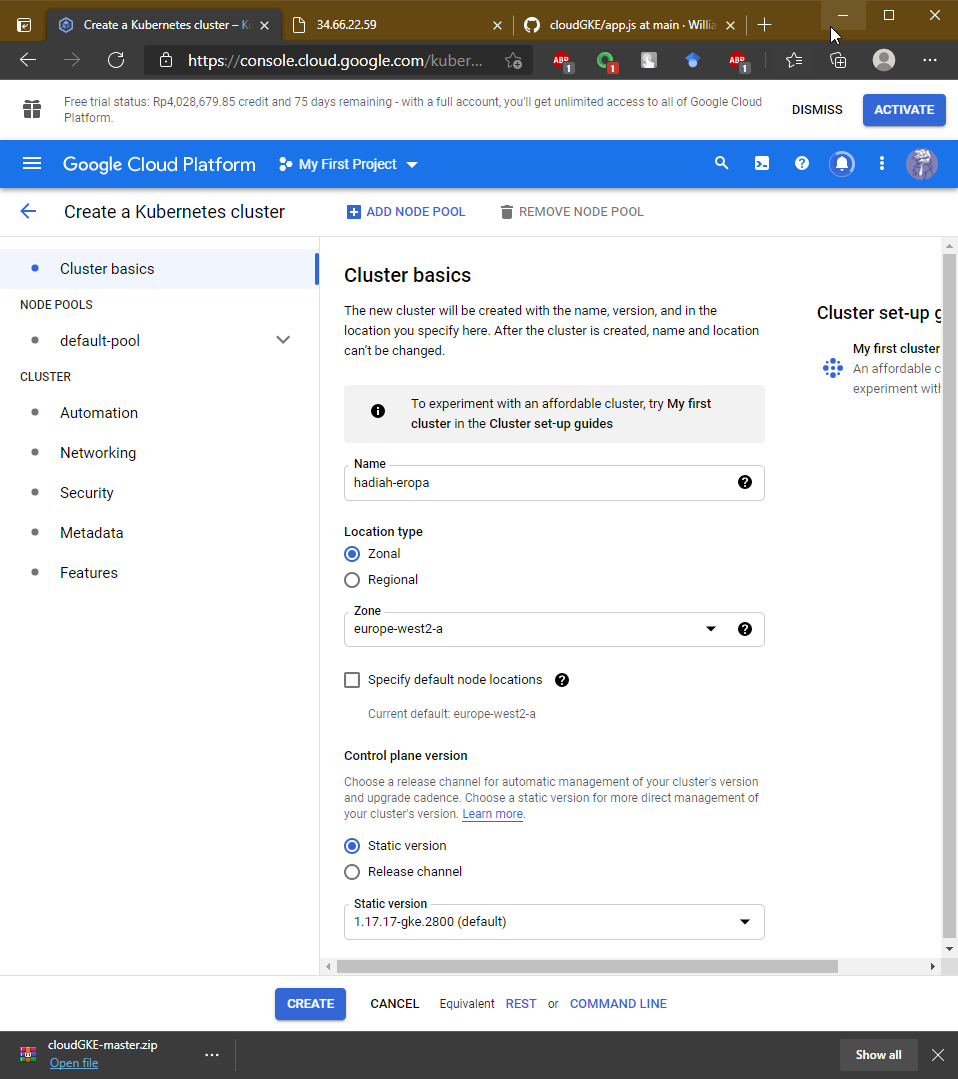 Create a Kubernetes cluster – K
34.66.22.59
cloudGKE/app.js at main · Willia
https://console.cloud.google.com/kuber...
ABP
1
1
ABP
1
Free trial status: Rp4,028,679.85 credit and 75 days remaining - with a full account, you'll get unlimited access to all of Google Cloud
Platform.
DISMISS
ACTIVATE
Google Cloud Platform
My First Project
Create a Kubernetes cluster
ADD NODE POOL
REMOVE NODE POOL
Cluster basics
NODE POOLS
default-pool
CLUSTER
Automation
Networking
Security
Metadata
Features
Cluster basics
The new cluster will be created with the name, version, and in the
location you specify here. After the cluster is created, name and location
can't be changed.
To experiment with an affordable cluster, try My first
cluster in the Cluster set-up guides
Name
hadiah-eropa
Location type
Zonal
Regional
Zone
europe-west2-a
Specify default node locations
Current default: europe-west2-a
Control plane version
Choose a release channel for automatic management of your cluster's version
and upgrade cadence. Choose a static version for more direct management of
your cluster's version. Learn more.
Static version
Release channel
Static version
1.17.17-gke.2800 (default)
Cluster set-up g
My first cluster
An affordable c
experiment with
CREATE
CANCEL
Equivalent REST or COMMAND LINE
cloudGKE-master.zip
Open file
Show all